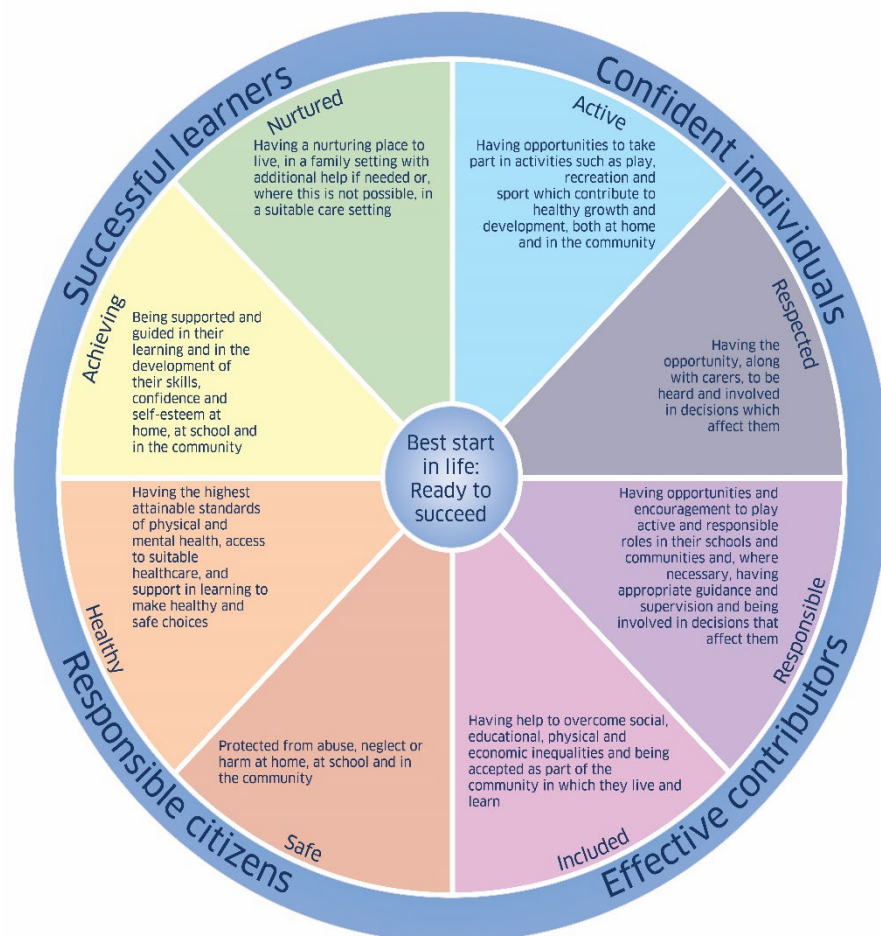 Successful learners
Confident individuals
Nurtured
Having a nurturing place to
live, in a family setting with
additional help if needed or,
where this is not possible, in
a suitable care setting
Active
Having opportunities to take
part in activities such as play,
recreation and
sport which contribute to
healthy growth and
development, both at home
and in the community
Achieving
Being supported and
guided in their
learning and in the
development of
their skills,
confidence and
self-esteem at
home, at school and
in the community
Respected
Having the
opportunity, along
with carers, to be
heard and involved
in decisions which
affect them
Best start
in life:
Ready to
succeed
Healthy
Having the highest
attainable standards
of physical and
mental health, access
to suitable
healthcare, and
support in learning to
make healthy and
safe choices
Responsible
Having opportunities and
encouragement to play
active and responsible
roles in their schools and
communities and, where
necessary, having
appropriate guidance and
supervision and being
involved in decisions that
affect them
Safe
Protected from abuse, neglect or
harm at home, at school and in
the community
Included
Having help to overcome social,
educational, physical and
economic inequalities and being
accepted as part of the
community in which they live and
learn
Responsible citizens
Effective contributors